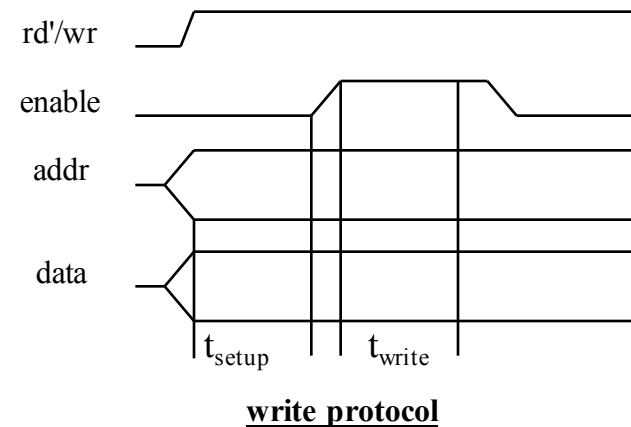 rd'/wr
enable
addr
data
tsetup twrite
write protocol